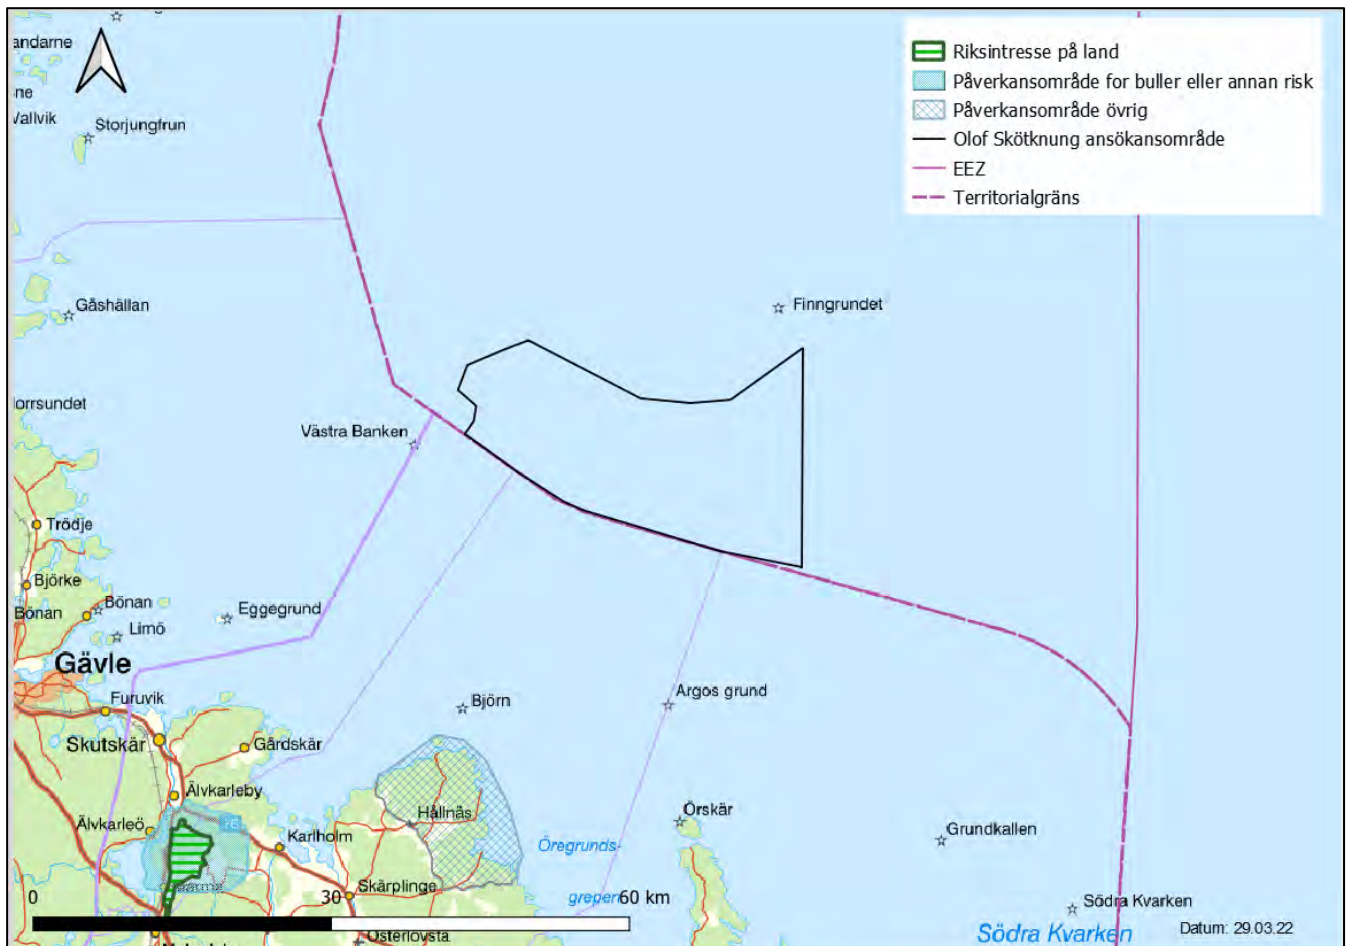 andarne
ne
Vallvik
Storjungfrun
Riksintresse på land
Påverkansområde for buller eller annan risk
Påverkansområde övrig
Olof Skötknung ansökansområde
EEZ
Territorialgräns
Gåshällan
Finngrundet
lorrsundet
Västra Banken
Trödje
Björke
Bönan
Bönan
Limö
Eggegrund
Gävle
Furuvik
Björn
Argos grund
Skutskär
Gårdskär
Älvkarleby
Älvkarleö
Karlholm
Hållnäs
Örskär
Grundkallen
Öregrunds-
grepen
Skärplinge
Södra Kvarken
0
30
60 km
Södra Kvarken
Datum: 29.03.22
Österlövsta